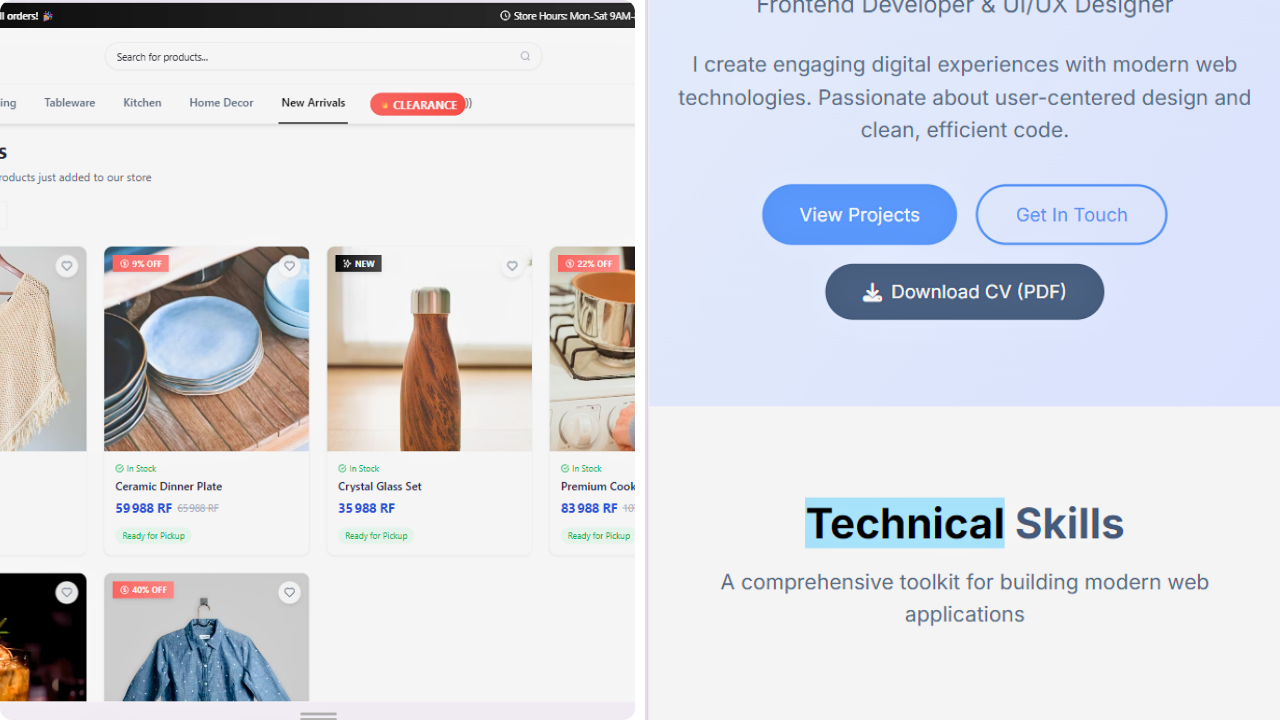 ll orders! 🎉
Store Hours: Mon-Sat 9AM-
Search for products...
ing
Tableware
Kitchen
Home Decor
New Arrivals
🔥 CLEARANCE
))
s
roducts just added to our store
9% OFF
NEW
22% OFF
In Stock
Ceramic Dinner Plate
59 988 RF 65 988 RF
Ready for Pickup
In Stock
Crystal Glass Set
35 988 RF
Ready for Pickup
In Stock
Premium Cook
83 988 RF 10
Ready for Pickup
40% OFF
Frontend Developer & UI/UX Designer
I create engaging digital experiences with modern web
technologies. Passionate about user-centered design and
clean, efficient code.
View Projects
Get In Touch
Download CV (PDF)
Technical Skills
A comprehensive toolkit for building modern web
applications